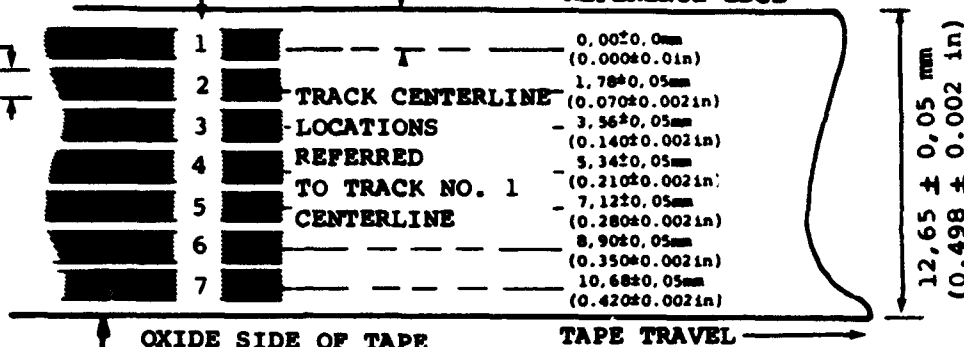 1
0,00±0,0mm
(0.000±0.0in)
2
1,78±0,05mm
TRACK CENTERLINE
(0.070±0.002in)
3
LOCATIONS
3,56±0,05mm
(0.140±0.002in)
4
REFERRED
5,34±0,05mm
(0.210±0.002in)
TO TRACK NO. 1
5
7,12±0,05mm
CENTERLINE
(0.280±0.002in)
6
8,90±0,05mm
(0.350±0.002in)
7
10,68±0,05mm
(0.420±0.002in)
OXIDE SIDE OF TAPE
TAPE TRAVEL
12,65 ± 0,05 mm
(0.498 ± 0.002 in)